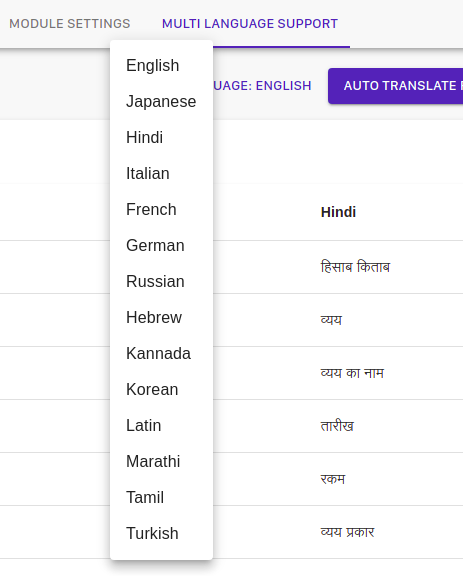 MODULE SETTINGS
MULTI LANGUAGE SUPPORT
UAGE: ENGLISH
AUTO TRANSLATE
English
Japanese
Hindi
Italian
French
German
Russian
Hebrew
Kannada
Korean
Latin
Marathi
Tamil
Turkish
Hindi
हिसाब किताब
व्यय
व्यय का नाम
तारीख
रकम
व्यय प्रकार